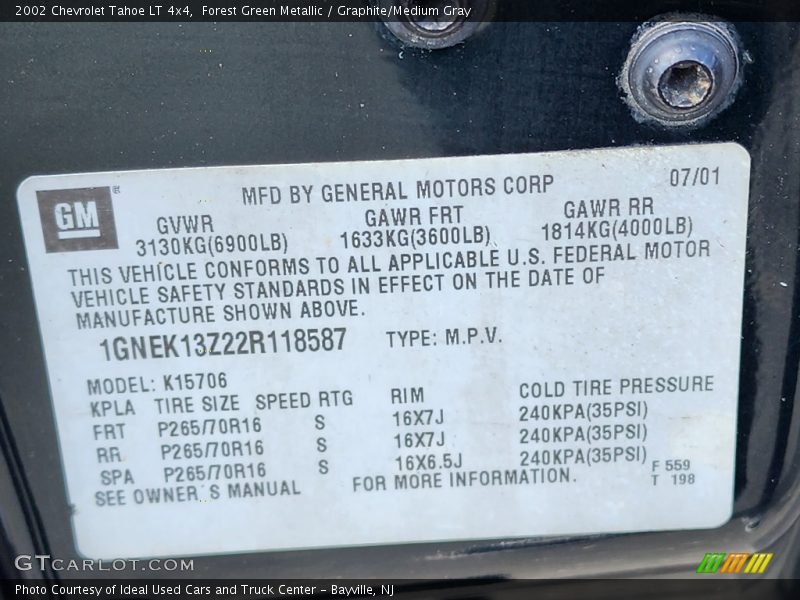 2002 Chevrolet Tahoe LT 4x4, Forest Green Metallic / Graphite/Medium Gray
GM ®
MFD BY GENERAL MOTORS CORP 07/01
GVWR GAWR FRT GAWR RR
3130KG(6900LB) 1633KG(3600LB) 1814KG(4000LB)
THIS VEHICLE CONFORMS TO ALL APPLICABLE U.S. FEDERAL MOTOR
VEHICLE SAFETY STANDARDS IN EFFECT ON THE DATE OF
MANUFACTURE SHOWN ABOVE.
1GNEK13Z22R118587 TYPE: M.P.V.
MODEL: K15706
KPLA TIRE SIZE SPEED RTG RIM COLD TIRE PRESSURE
FRT P265/70R16 S 16X7J 240KPA(35PSI)
RR P265/70R16 S 16X7J 240KPA(35PSI)
SPA P265/70R16 S 16X6.5J 240KPA(35PSI)
SEE OWNER´S MANUAL FOR MORE INFORMATION. F 559
T 198
GTCarLot.com
Photo Courtesy of Ideal Used Cars and Truck Center – Bayville, NJ